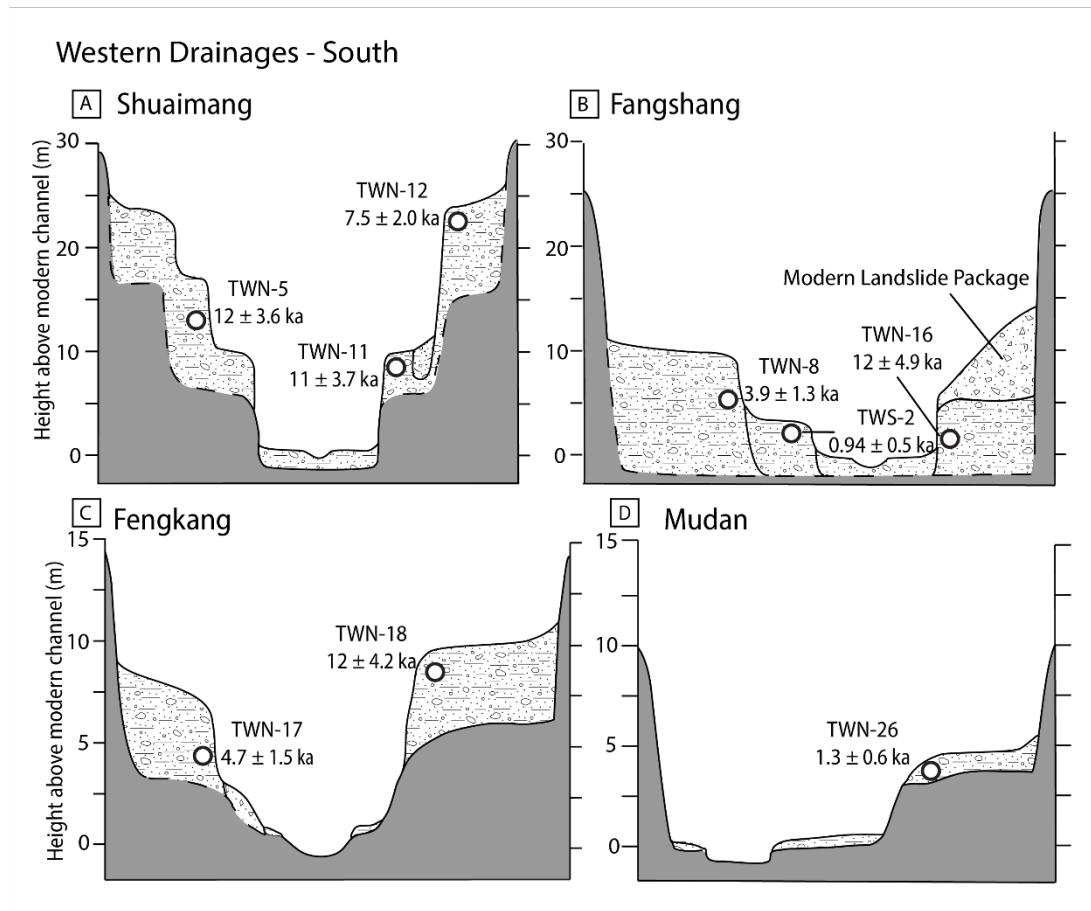 Western Drainages - South
A Shuaimang
Height above modern channel (m)
30
20
10
0
TWN-12
7.5 ± 2.0 ka
TWN-5
12 ± 3.6 ka
TWN-11
11 ± 3.7 ka
B Fangshang
30
20
10
0
Modern Landslide Package
TWN-16
12 ± 4.9 ka
TWN-8
3.9 ± 1.3 ka
TWS-2
0.94 ± 0.5 ka
C Fengkang
Height above modern channel (m)
15
10
5
0
TWN-18
12 ± 4.2 ka
TWN-17
4.7 ± 1.5 ka
D Mudan
15
10
5
0
TWN-26
1.3 ± 0.6 ka